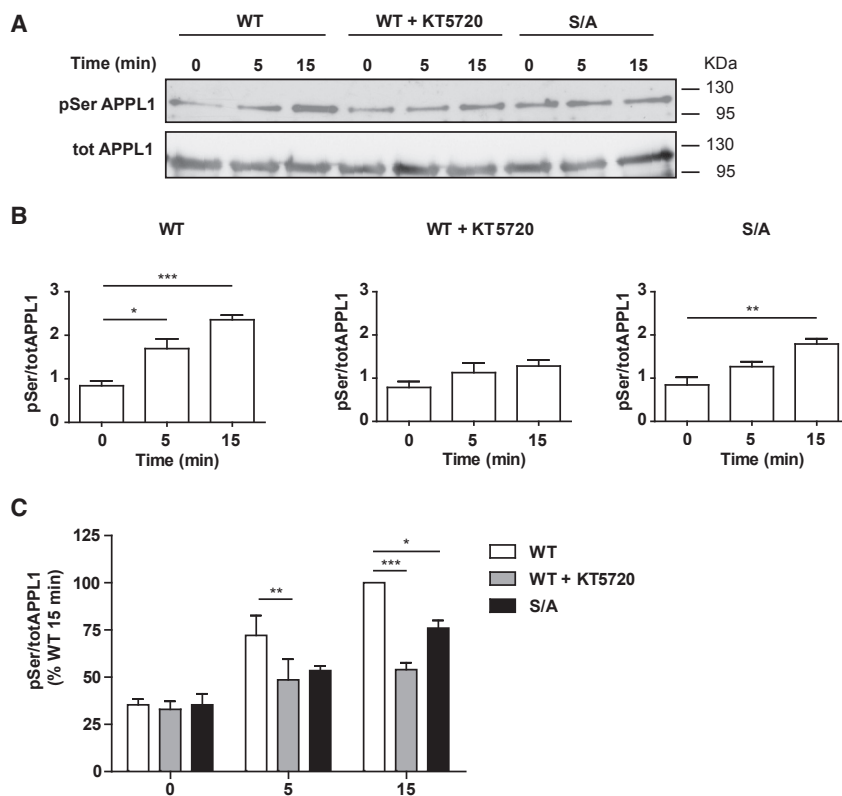 A
WT WT + KT5720 S/A
Time (min) 0 5 15 0 5 15 0 5 15 KDa
pSer APPL1 130
95
tot APPL1 130
95
B
WT WT + KT5720 S/A
pSer/totAPPL1
3
2
1
0
* ***
0 5 15
Time (min)
pSer/totAPPL1
3
2
1
0
0 5 15
Time (min)
pSer/totAPPL1
3
2
1
0
**
0 5 15
Time (min)
C
pSer/totAPPL1
(% WT 15 min)
125
100
75
50
25
0
**
*
***
0 5 15
WT
WT + KT5720
S/A